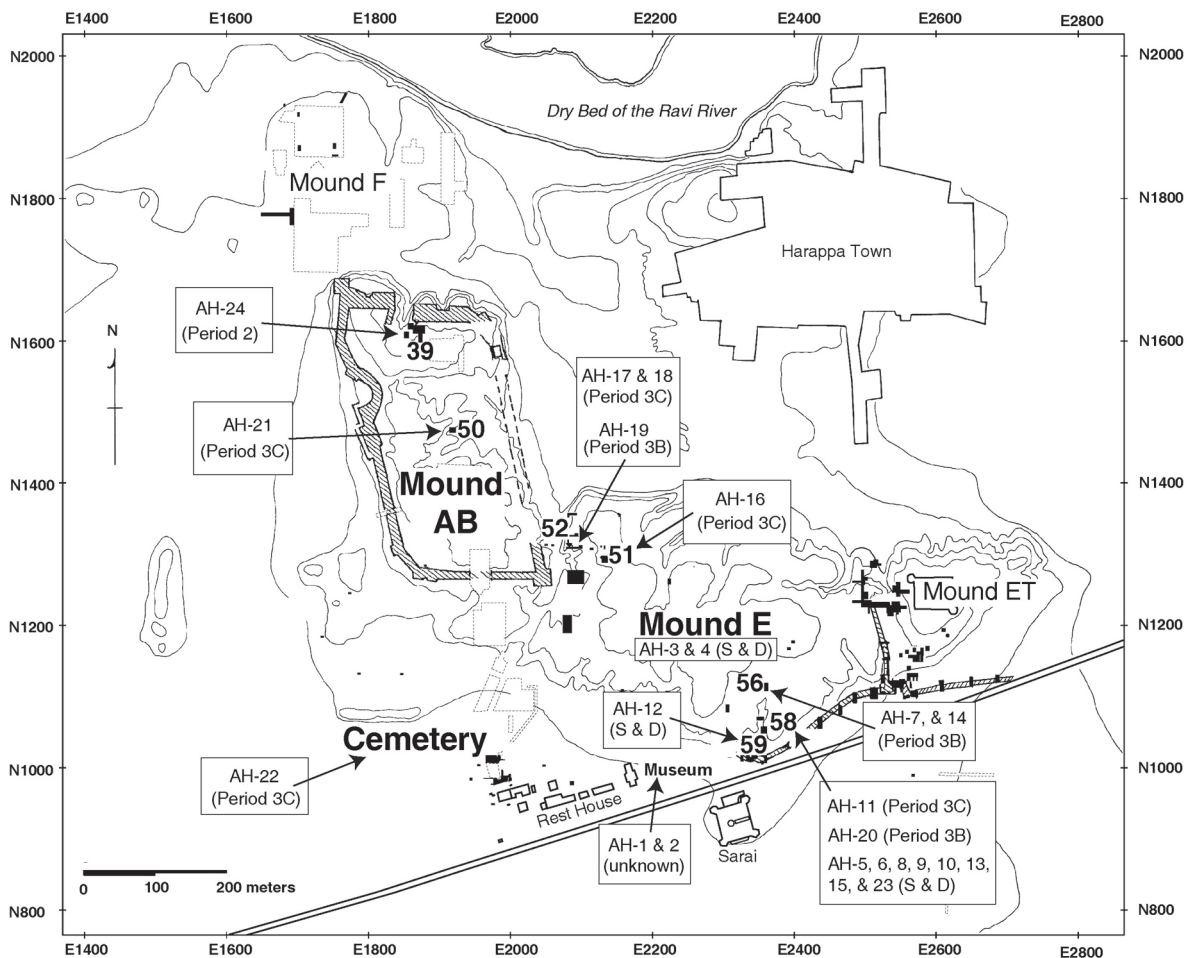 E1400 E1600 E1800 E2000 E2200 E2400 E2600 E2800
N2000 N2000
Dry Bed of the Ravi River
Mound F
N1800 N1800
Harappa Town
AH-24
(Period 2)
N
N1600 N1600
39
AH-17 & 18
(Period 3C)
AH-19
(Period 3B)
AH-21
(Period 3C)
50
Mound
AB
N1400 N1400
AH-16
(Period 3C)
52
51
Mound ET
N1200 N1200
Mound E
AH-3 & 4 (S & D)
56
AH-12
(S & D)
58
59
AH-7, & 14
(Period 3B)
Cemetery
N1000 N1000
AH-22
(Period 3C)
Museum
Rest House
AH-11 (Period 3C)
AH-20 (Period 3B)
AH-5, 6, 8, 9, 10, 13,
15, & 23 (S & D)
AH-1 & 2
(unknown)
Sarai
0 100 200 meters
N800 N800
E1400 E1600 E1800 E2000 E2200 E2400 E2600 E2800